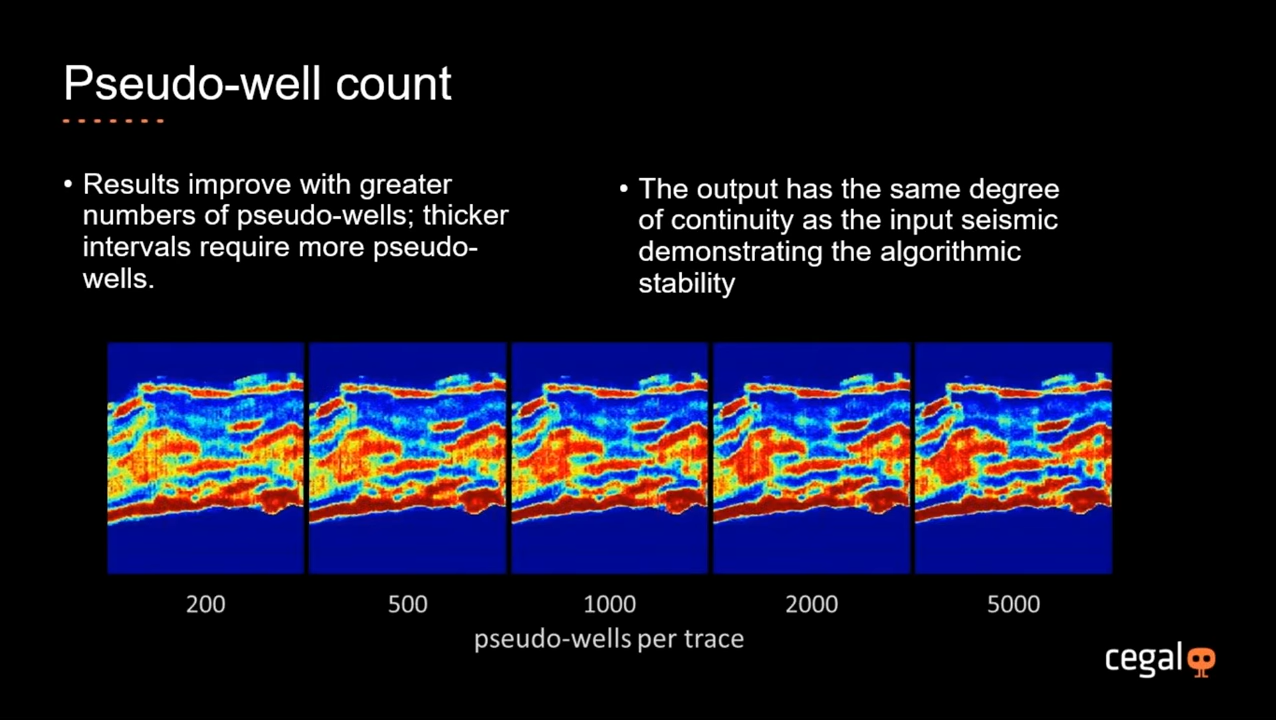 Pseudo-well count
• Results improve with greater
numbers of pseudo-wells; thicker
intervals require more pseudo-
wells.
• The output has the same degree
of continuity as the input seismic
demonstrating the algorithmic
stability
200 500 1000 2000 5000
pseudo-wells per trace
cegal